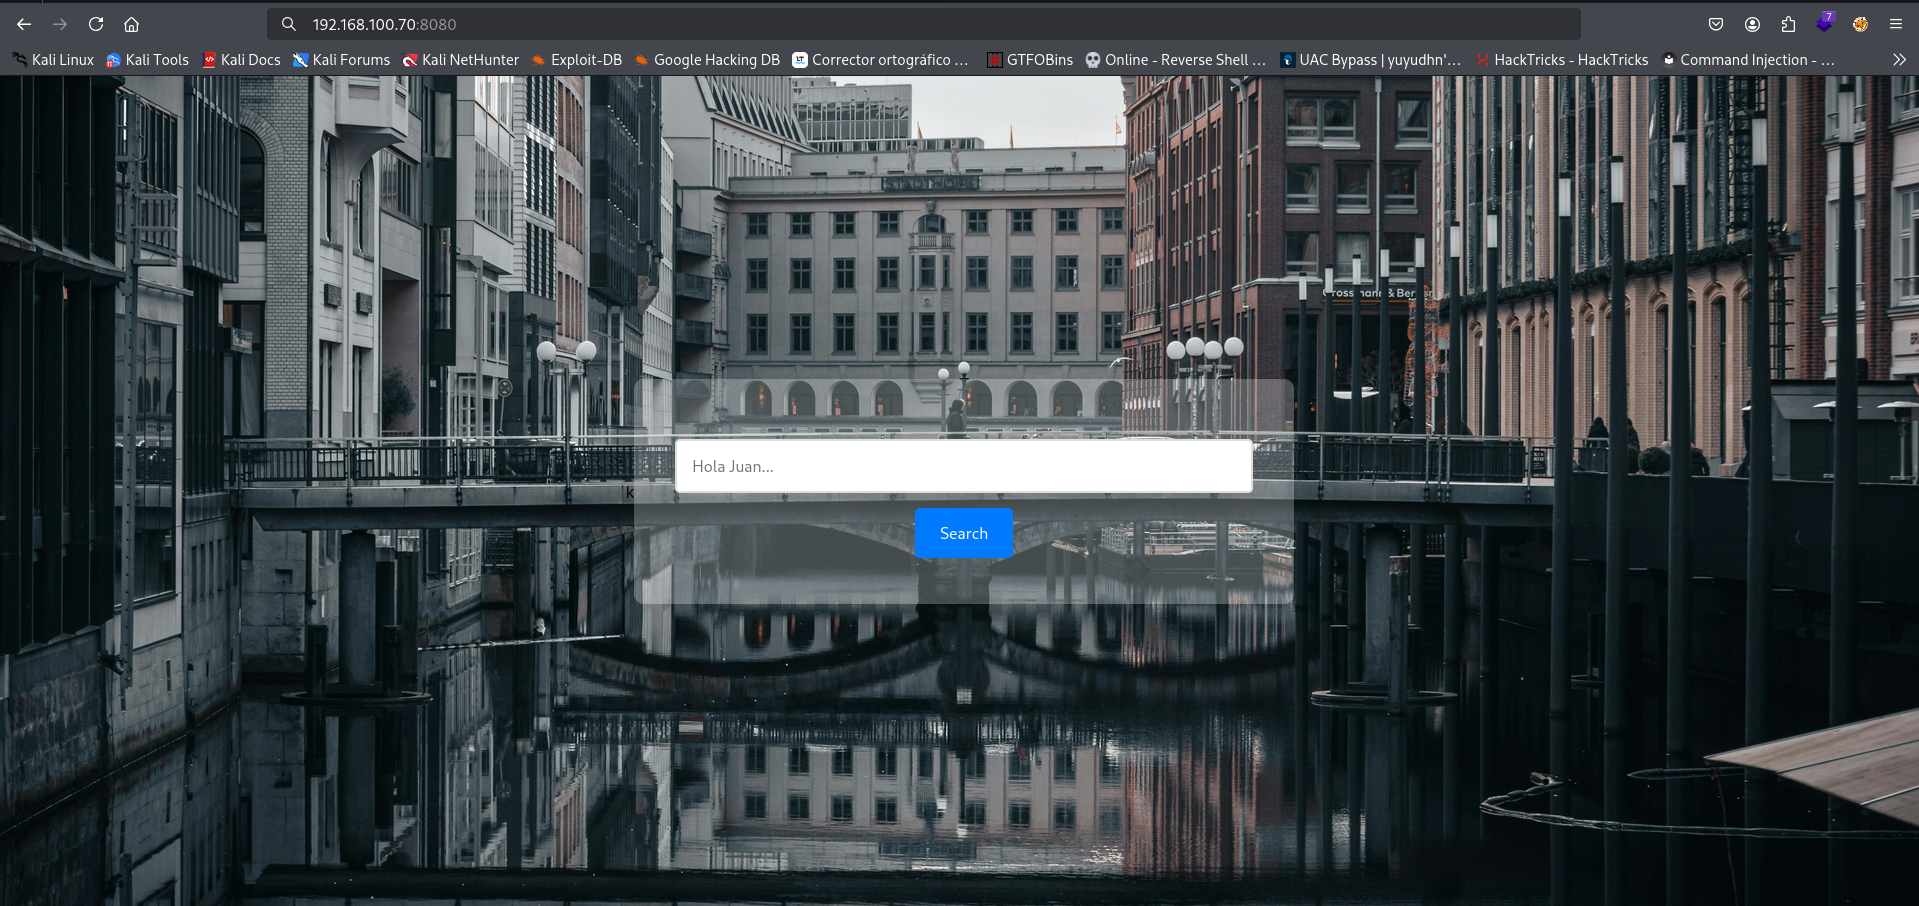 192.168.100.70:8080
7
Kali Linux
Kali Tools
Kali Docs
Kali Forums
Kali NetHunter
Exploit-DB
Google Hacking DB
Corrector ortográfico ...
GTFOBins
Online - Reverse Shell ...
UAC Bypass | yuyudhn'...
HackTricks - HackTricks
Command Injection - ...
Hola Juan...
k
Search